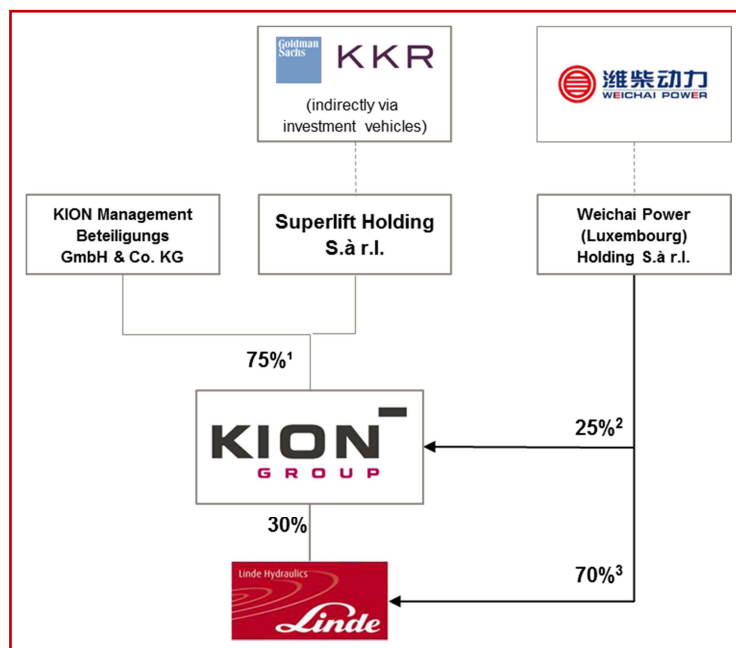 Goldman
Sachs
KKR
(indirectly via
investment vehicles)
潍柴动力
WEICHAI POWER
KION Management
Beteiligungs
GmbH & Co. KG
Superlift Holding
S.à r.l.
Weichai Power
(Luxembourg)
Holding S.à r.l.
75%¹
KION
GROUP
25%²
30%
Linde Hydraulics
Linde
70%³